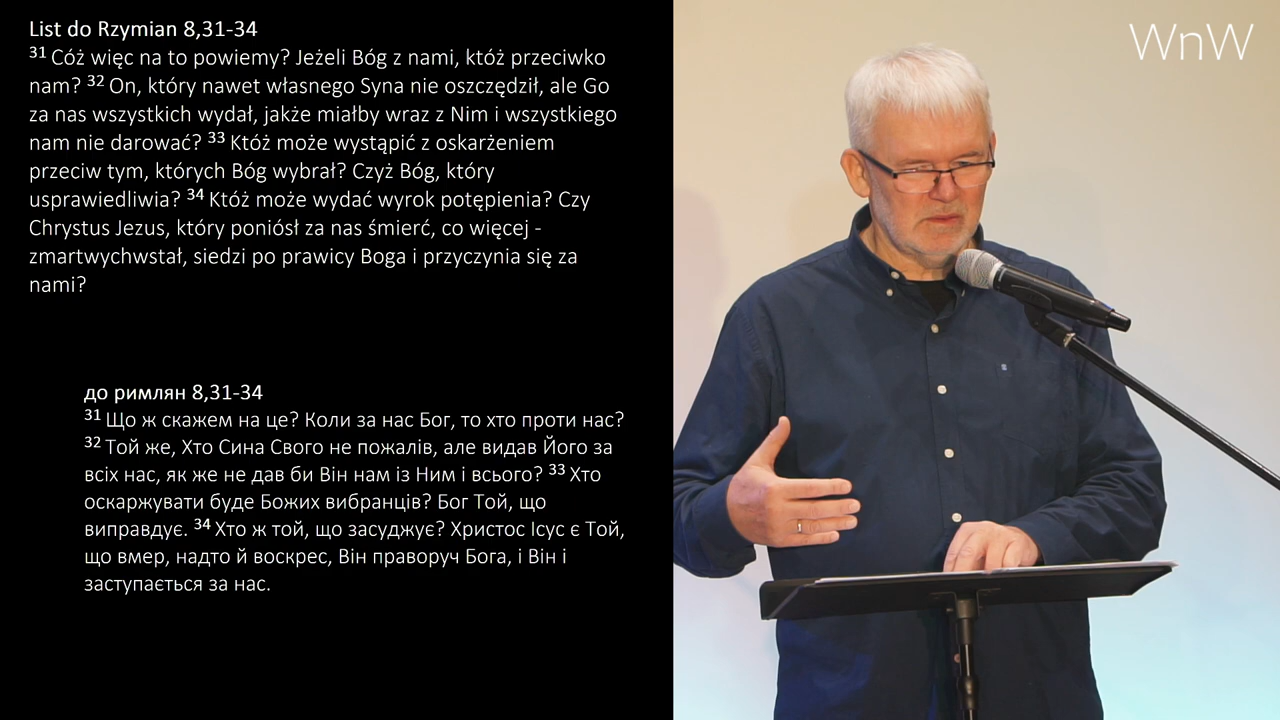 List do Rzymian 8,31-34
31 Cóż więc na to powiemy? Jeżeli Bóg z nami, któż przeciwko
nam? 32 On, który nawet własnego Syna nie oszczędził, ale Go
za nas wszystkich wydał, jakże miałby wraz z Nim i wszystkiego
nam nie darować? 33 Któż może wystąpić z oskarżeniem
przeciw tym, których Bóg wybrał? Czyż Bóg, który
usprawiedliwia? 34 Któż może wydać wyrok potępienia? Czy
Chrystus Jezus, który poniósł za nas śmierć, co więcej -
zmartwychwstał, siedzi po prawicy Boga i przyczynia się za
nami?
до римлян 8,31-34
31 Що ж скажем на це? Коли за нас Бог, то хто проти нас?
32 Той же, Хто Сина Свого не пожалів, але видав Його за
всіх нас, як же не дав би Він нам із Ним і всього? 33 Хто
оскаржувати буде Божих вибранців? Бог Той, що
виправдує. 34 Хто ж той, що засуджує? Христос Ісус є Той,
що вмер, надто й воскрес, Він праворуч Бога, і Він і
заступається за нас.
WnW